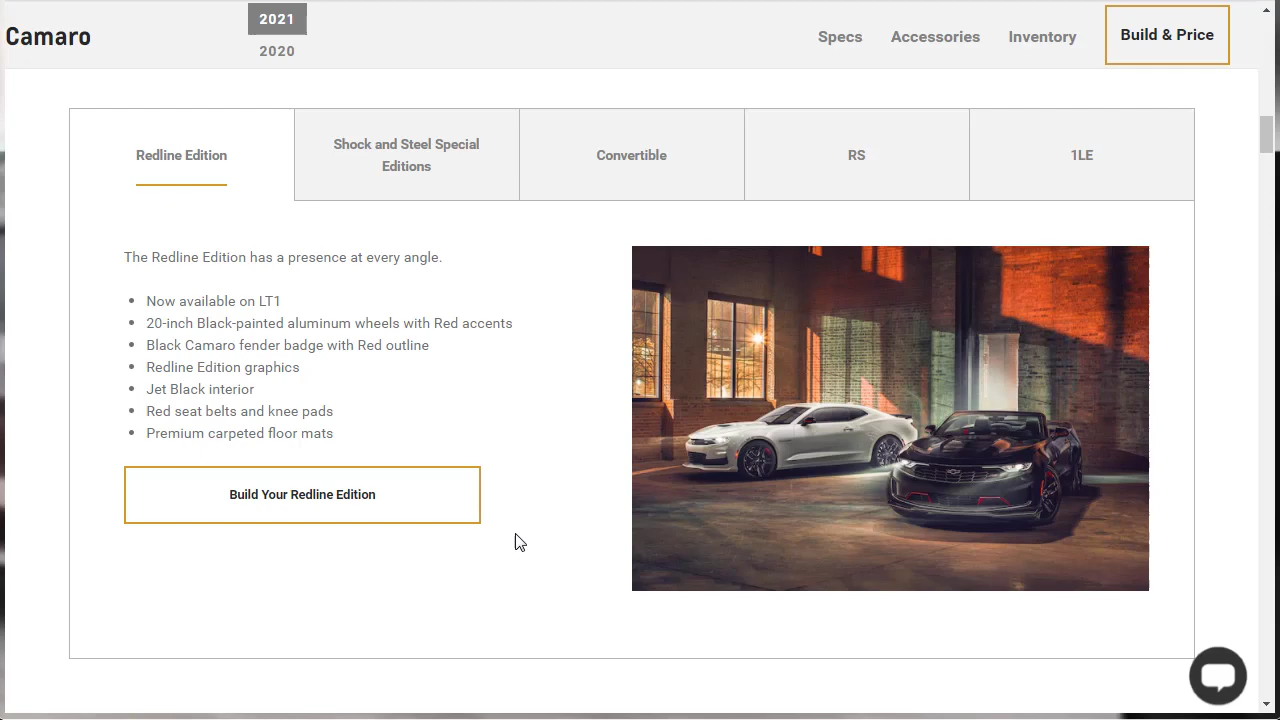 Camaro
2021
2020
Specs
Accessories
Inventory
Build & Price
Redline Edition
Shock and Steel Special
Editions
Convertible
RS
1LE
The Redline Edition has a presence at every angle.
Now available on LT1
20-inch Black-painted aluminum wheels with Red accents
Black Camaro fender badge with Red outline
Redline Edition graphics
Jet Black interior
Red seat belts and knee pads
Premium carpeted floor mats
Build Your Redline Edition